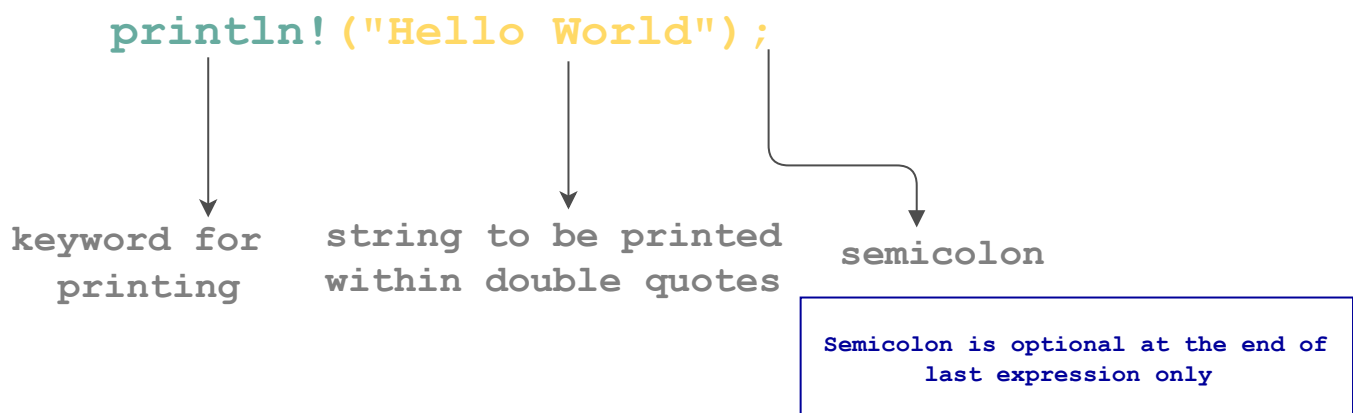 println!("Hello World");
keyword for
printing
string to be printed
within double quotes
semicolon
Semicolon is optional at the end of
last expression only